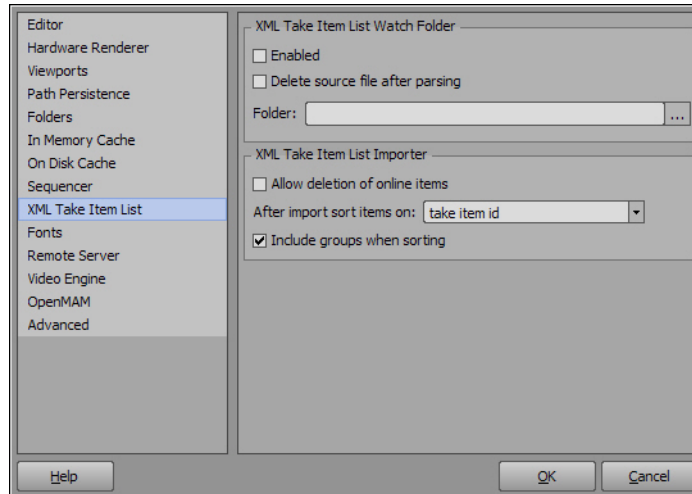 Editor
Hardware Renderer
Viewports
Path Persistence
Folders
In Memory Cache
On Disk Cache
Sequencer
XML Take Item List
Fonts
Remote Server
Video Engine
OpenMAM
Advanced
XML Take Item List Watch Folder
Enabled
Delete source file after parsing
Folder: ...
XML Take Item List Importer
Allow deletion of online items
After import sort items on: take item id
Include groups when sorting
Help OK Cancel